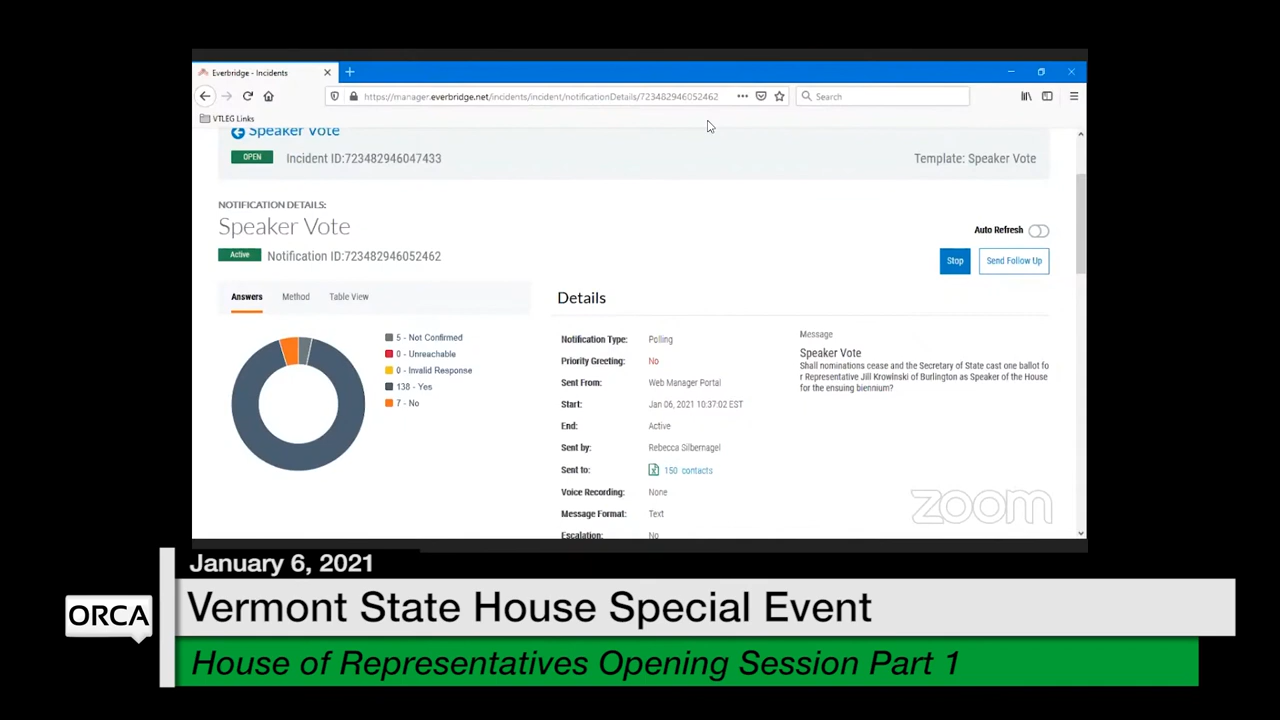 Everbridge - Incidents
https://manager.everbridge.net/incidents/incident/notificationDetails/723482946052462
Search
VTLEG Links
Speaker Vote
OPEN
Incident ID:723482946047433
Template: Speaker Vote
NOTIFICATION DETAILS:
Speaker Vote
Auto Refresh
Active
Notification ID:723482946052462
Stop
Send Follow Up
Answers
Method
Table View
5 - Not Confirmed
0 - Unreachable
0 - Invalid Response
138 - Yes
7 - No
Details
Notification Type: Polling
Priority Greeting: No
Sent From: Web Manager Portal
Start: Jan 06, 2021 10:37:02 EST
End: Active
Sent by: Rebecca Silbernagel
Sent to: 150 contacts
Voice Recording: None
Message Format: Text
Escalation: No
Message
Speaker Vote
Shall nominations cease and the Secretary of State cast one ballot fo
r Representative Jill Krowinski of Burlington as Speaker of the House
for the ensuing biennium?
zoom
January 6, 2021
ORCA
Vermont State House Special Event
House of Representatives Opening Session Part 1